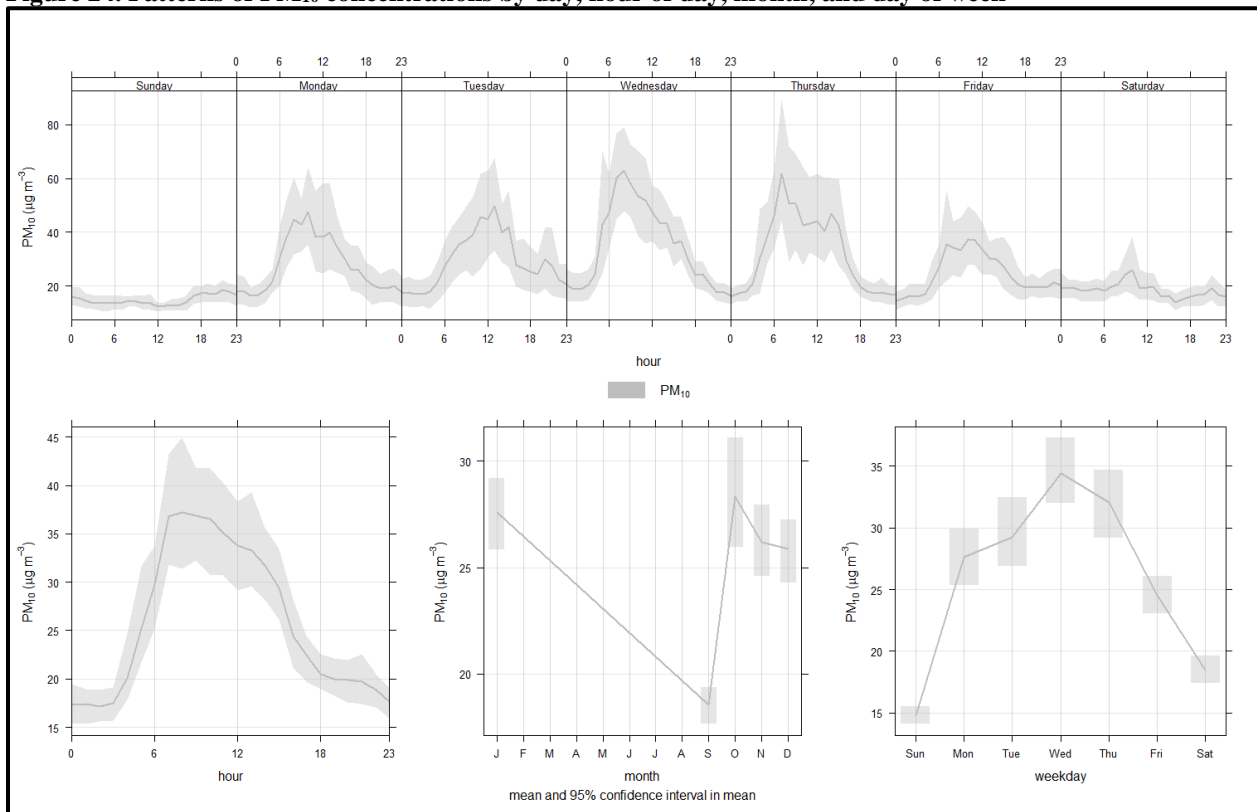 Figure 14. Patterns of PM₁₀ concentrations by day, hour of day, month, and day of week
0 6 12 18 23 0 6 12 18 23 0 6 12 18 23
Sunday Monday Tuesday Wednesday Thursday Friday Saturday
PM₁₀ (µg m⁻³)
80
60
40
20
0 6 12 18 23 0 6 12 18 23 0 6 12 18 23 0 6 12 18 23
hour
PM₁₀
PM₁₀ (µg m⁻³)
45
40
35
30
25
20
15
0 6 12 18 23
hour
PM₁₀ (µg m⁻³)
30
25
20
J F M A M J J A S O N D
month
PM₁₀ (µg m⁻³)
35
30
25
20
15
Sun Mon Tue Wed Thu Fri Sat
weekday
mean and 95% confidence interval in mean